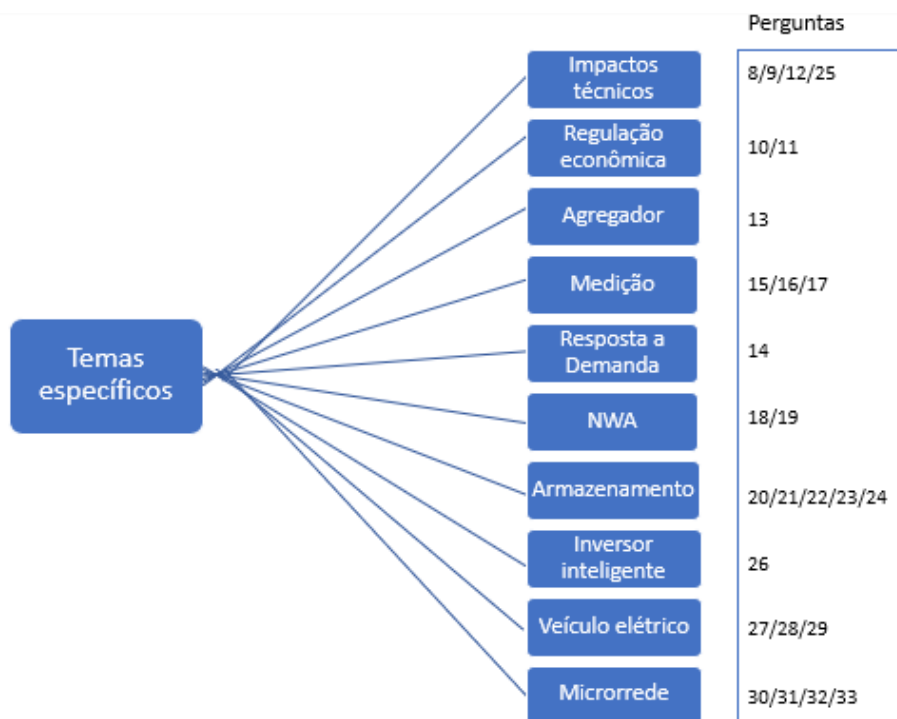 Perguntas
Impactos
técnicos
8/9/12/25
Regulação
econômica
10/11
Agregador
13
Medição
15/16/17
Temas
específicos
Resposta a
Demanda
14
NWA
18/19
Armazenamento
20/21/22/23/24
Inversor
inteligente
26
Veículo elétrico
27/28/29
Microrrede
30/31/32/33